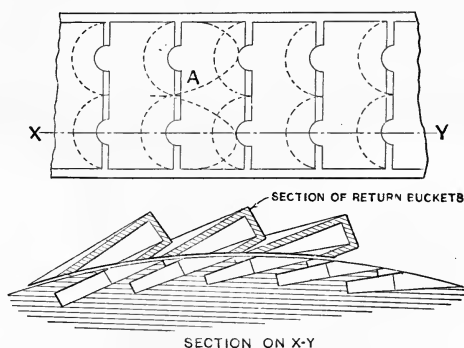 A
X
Y
SECTION OF RETURN BUCKETS
SECTION ON X-Y